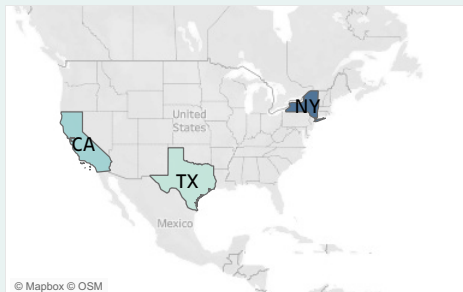 NY
United
States
CA
TX
Mexico
© Mapbox © OSM